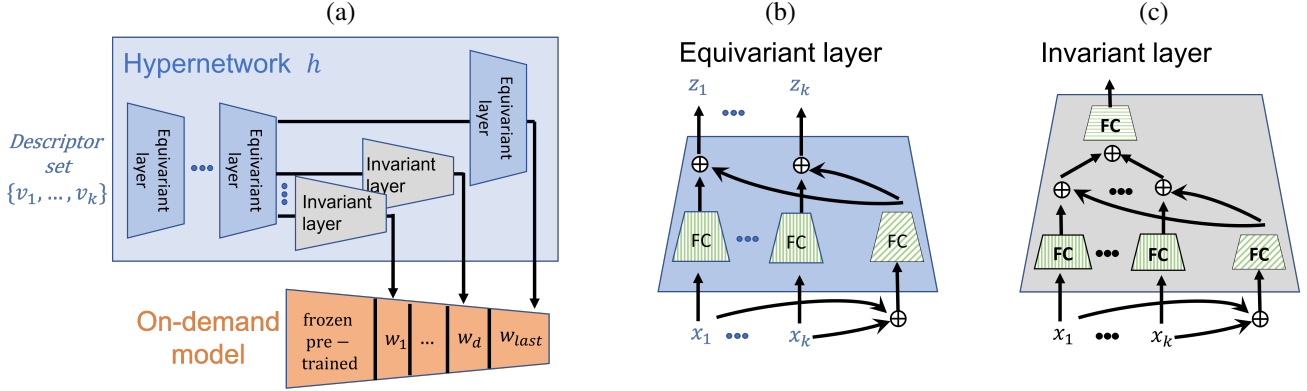 (a)
Hypernetwork h
Descriptor
set
{v₁, ..., vₖ}
Equivariant
layer
Equivariant
layer
Invariant
layer
Invariant
layer
Equivariant
layer
On-demand
model
frozen
pre −
trained
w₁
...
w_d
w_last
(b)
Equivariant layer
z₁
zₖ
FC
FC
FC
x₁
xₖ
(c)
Invariant layer
FC
FC
FC
FC
x₁
xₖ